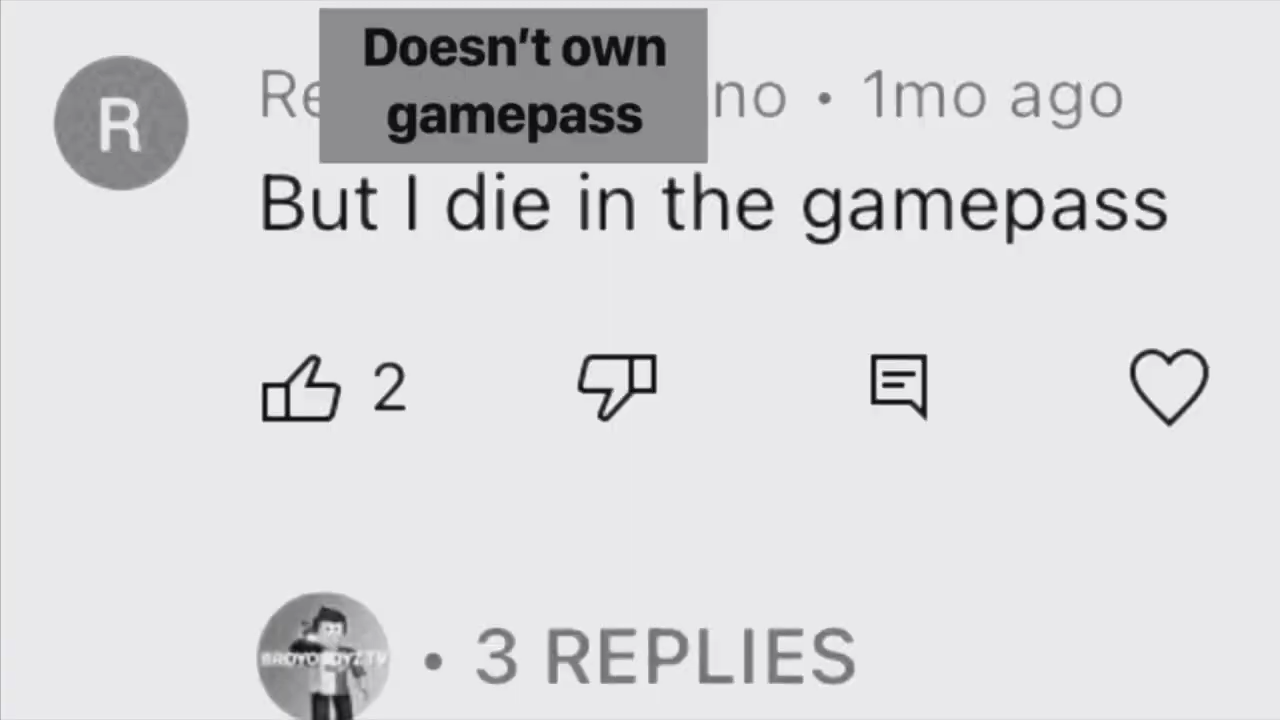 Doesn't own
gamepass
R
Re no • 1mo ago
But I die in the gamepass
2
• 3 REPLIES